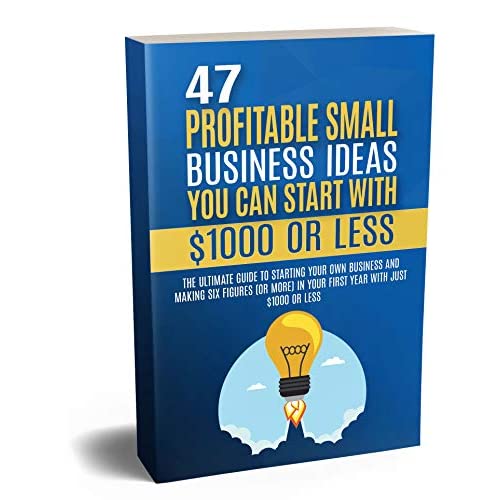 47
PROFITABLE SMALL
BUSINESS IDEAS
YOU CAN START WITH
$1000 OR LESS
THE ULTIMATE GUIDE TO STARTING YOUR OWN BUSINESS AND
MAKING SIX FIGURES (OR MORE) IN YOUR FIRST YEAR WITH JUST
$1000 OR LESS